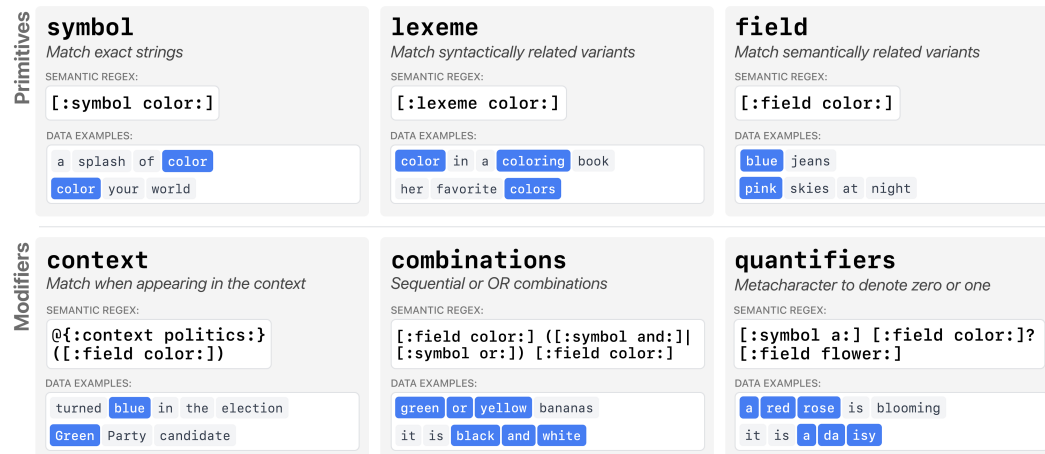 Primitives
symbol
Match exact strings
SEMANTIC REGEX:
[:symbol color:]
DATA EXAMPLES:
a splash of color
color your world
lexeme
Match syntactically related variants
SEMANTIC REGEX:
[:lexeme color:]
DATA EXAMPLES:
color in a coloring book
her favorite colors
field
Match semantically related variants
SEMANTIC REGEX:
[:field color:]
DATA EXAMPLES:
blue jeans
pink skies at night
Modifiers
context
Match when appearing in the context
SEMANTIC REGEX:
@{:context politics:}
([:field color:])
DATA EXAMPLES:
turned blue in the election
Green Party candidate
combinations
Sequential or OR combinations
SEMANTIC REGEX:
[:field color:] ([:symbol and:]|
[:symbol or:]) [:field color:]
DATA EXAMPLES:
green or yellow bananas
it is black and white
quantifiers
Metacharacter to denote zero or one
SEMANTIC REGEX:
[:symbol a:] [:field color:]?
[:field flower:]
DATA EXAMPLES:
a red rose is blooming
it is a da isy